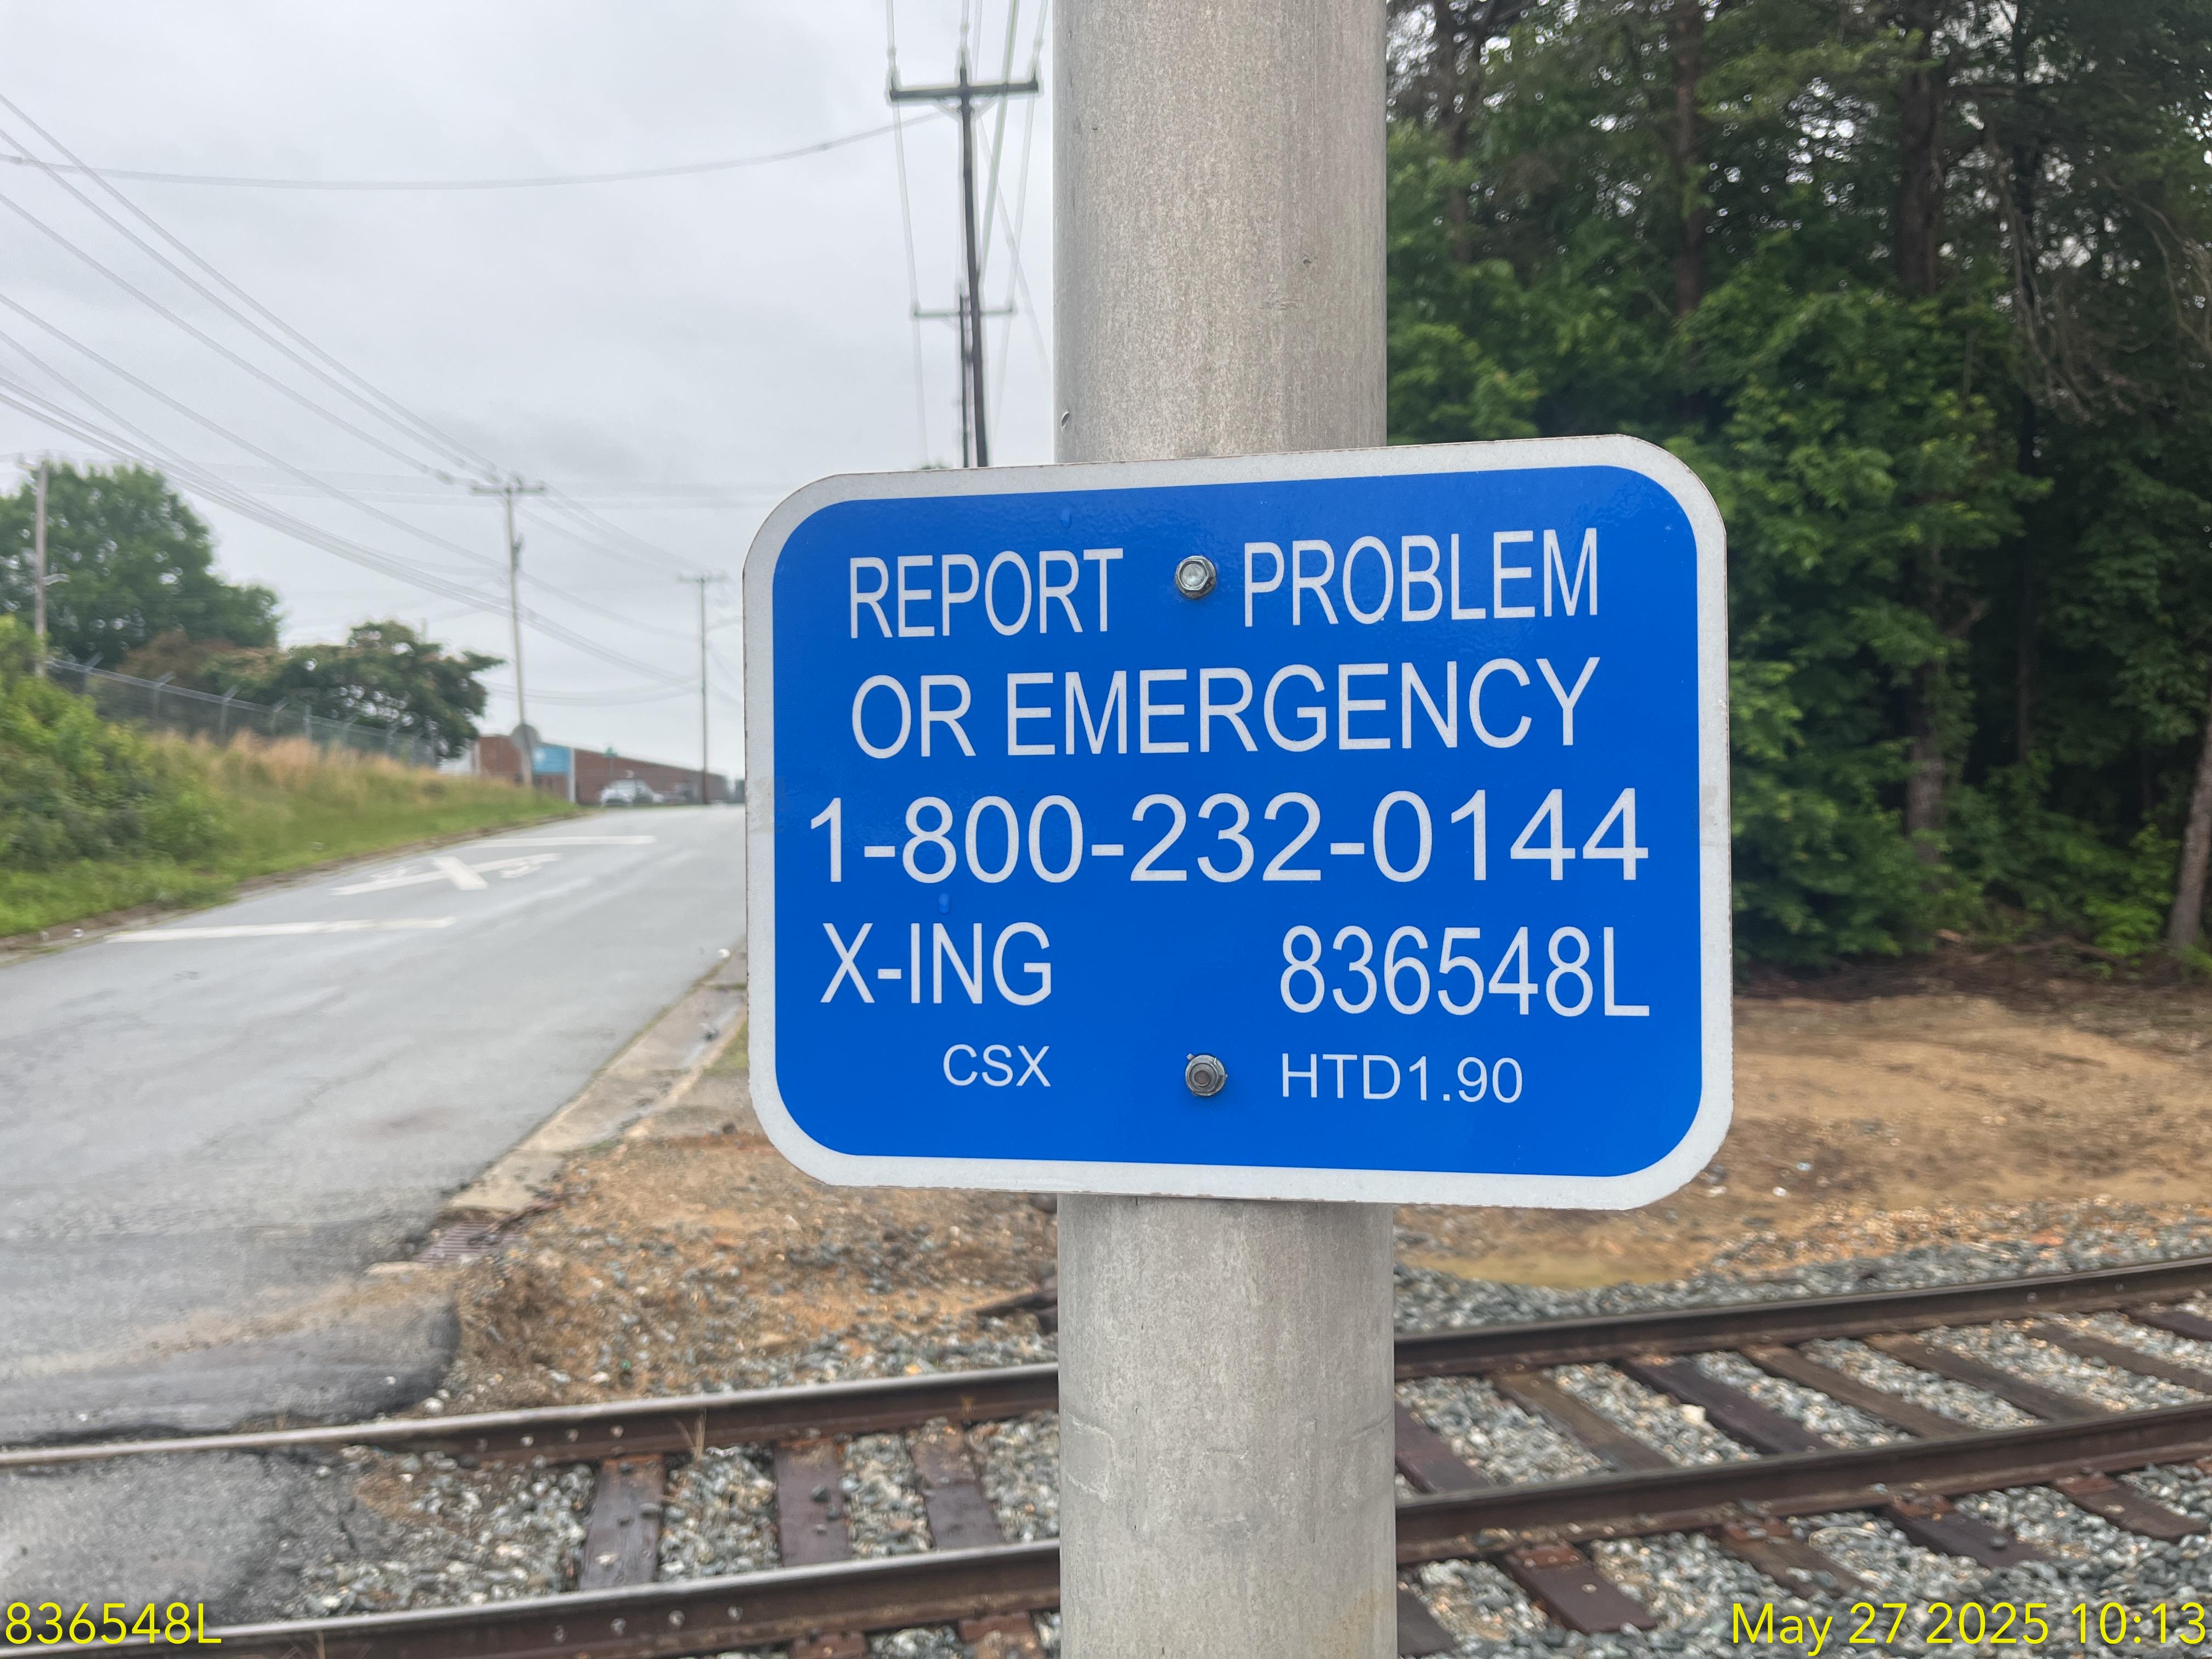 REPORT PROBLEM
OR EMERGENCY
1-800-232-0144
X-ING 836548L
CSX HTD1.90
836548L
May 27 2025 10:13